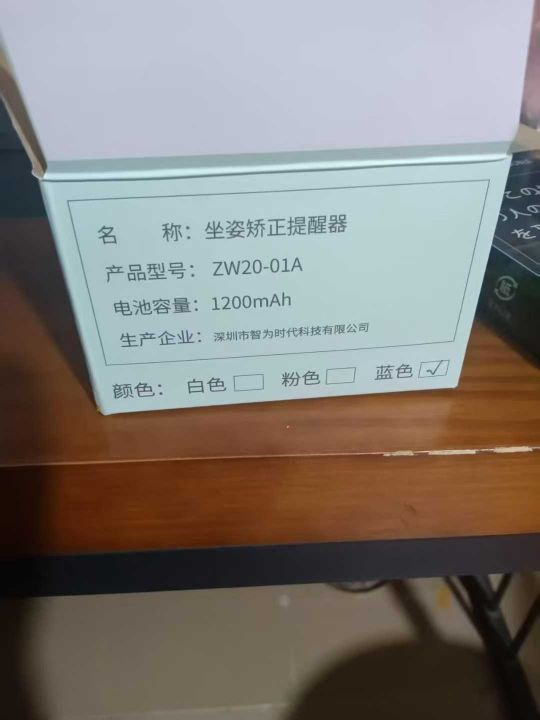 名 称：坐姿矫正提醒器
产品型号：ZW20-01A
电池容量：1200mAh
生产企业：深圳市智为时代科技有限公司
颜色：白色□ 粉色□ 蓝色☑